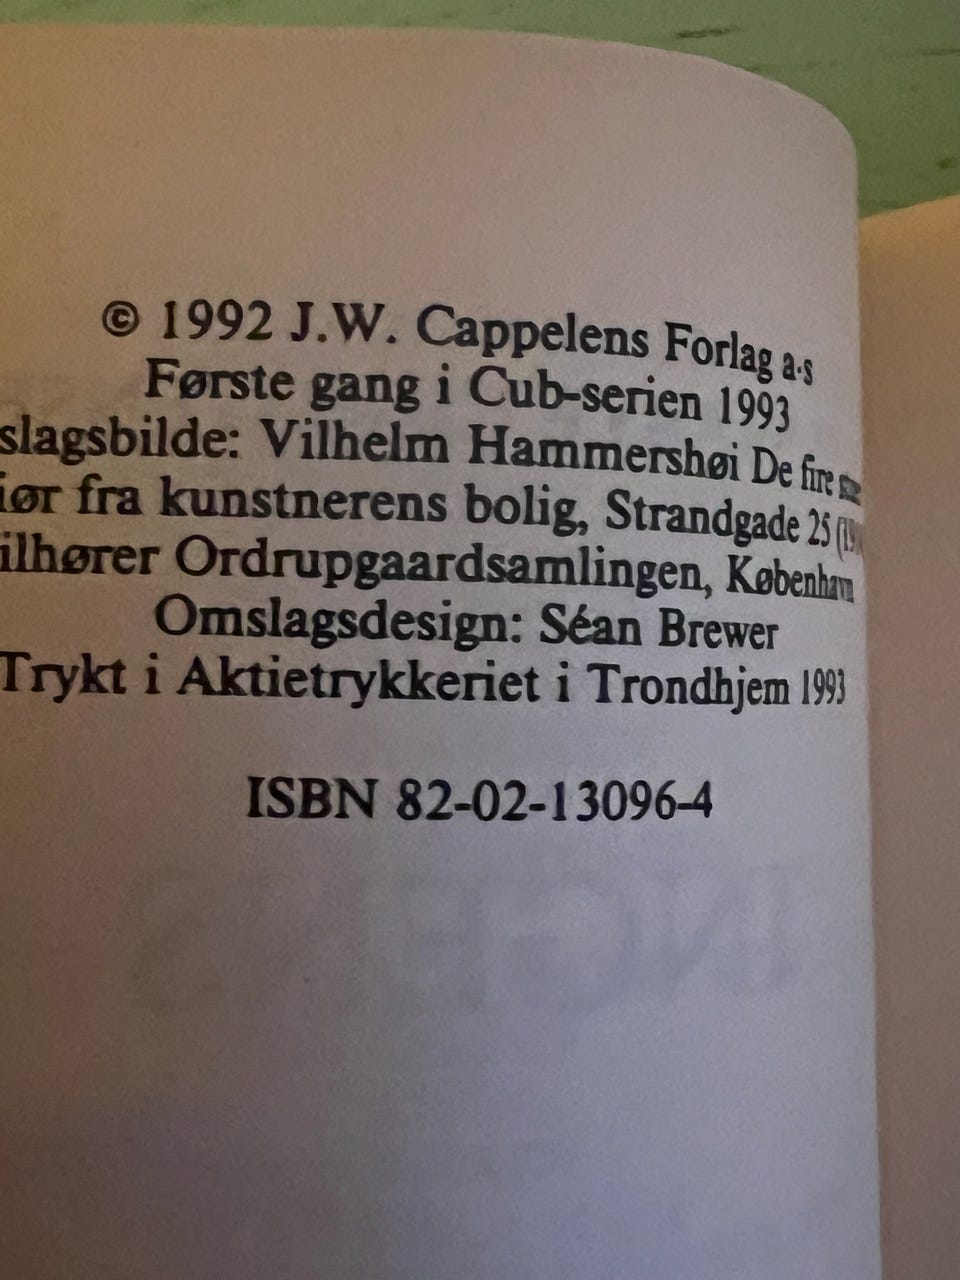 © 1992 J.W. Cappelens Forlag a·s
Første gang i Cub-serien 1993
slagsbilde: Vilhelm Hammershøi De fire
iør fra kunstnerens bolig, Strandgade 25
ilhører Ordrupgaardsamlingen, København
Omslagsdesign: Séan Brewer
Trykt i Aktietrykkeriet i Trondhjem 1993
ISBN 82-02-13096-4